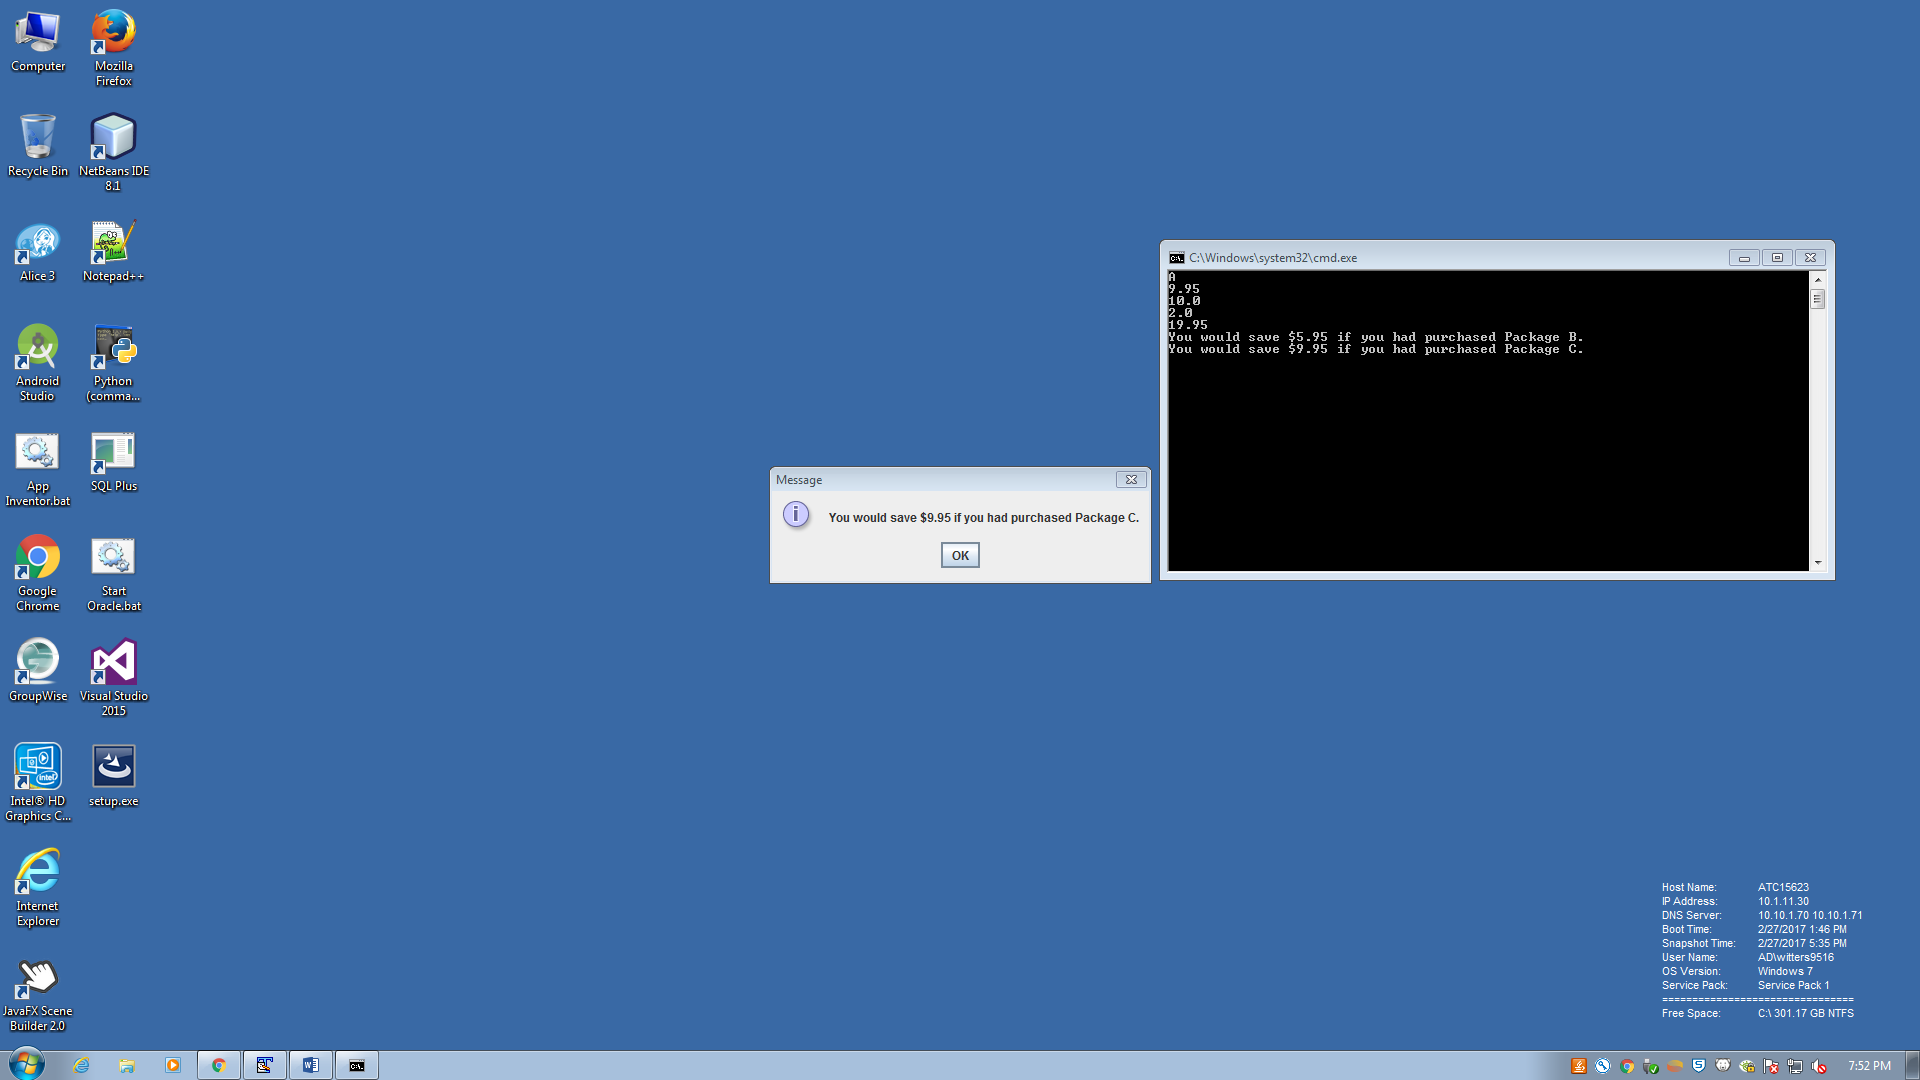 Computer
Mozilla
Firefox
Recycle Bin
NetBeans IDE
8.1
Alice 3
Notepad++
Android
Studio
Python
(comma...
App
Inventor.bat
SQL Plus
Google
Chrome
Start
Oracle.bat
GroupWise
Visual Studio
2015
Intel® HD
Graphics C...
setup.exe
Internet
Explorer
JavaFX Scene
Builder 2.0
C:\Windows\system32\cmd.exe
A
9.95
10.0
2.0
19.95
You would save $5.95 if you had purchased Package B.
You would save $9.95 if you had purchased Package C.
Message
You would save $9.95 if you had purchased Package C.
OK
Host Name: ATC15623
IP Address: 10.1.11.30
DNS Server: 10.10.1.70 10.10.1.71
Boot Time: 2/27/2017 1:46 PM
Snapshot Time: 2/27/2017 5:35 PM
User Name: AD\witters9516
OS Version: Windows 7
Service Pack: Service Pack 1
================================
Free Space: C:\ 301.17 GB NTFS
7:52 PM